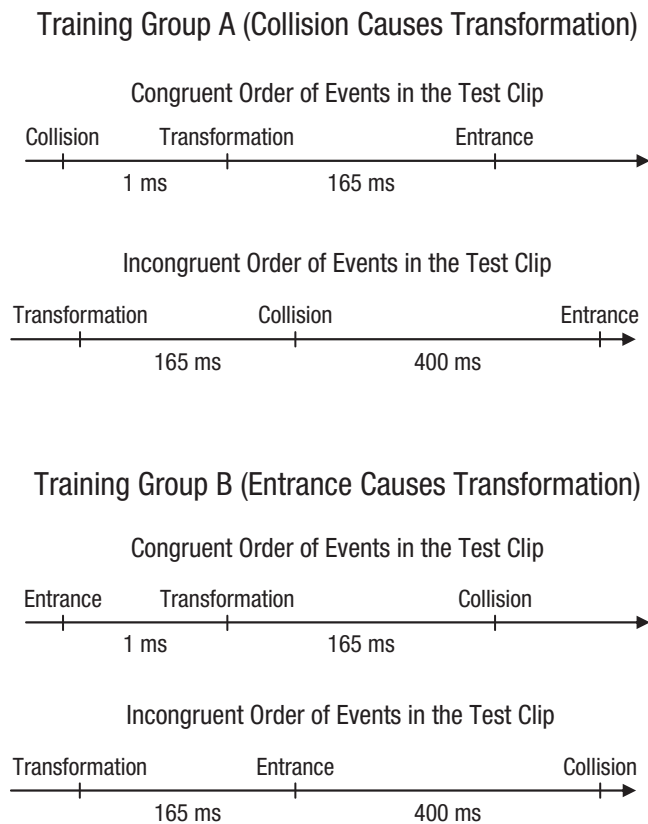 Training Group A (Collision Causes Transformation)
Congruent Order of Events in the Test Clip
Collision Transformation Entrance
1 ms 165 ms
Incongruent Order of Events in the Test Clip
Transformation Collision Entrance
165 ms 400 ms
Training Group B (Entrance Causes Transformation)
Congruent Order of Events in the Test Clip
Entrance Transformation Collision
1 ms 165 ms
Incongruent Order of Events in the Test Clip
Transformation Entrance Collision
165 ms 400 ms